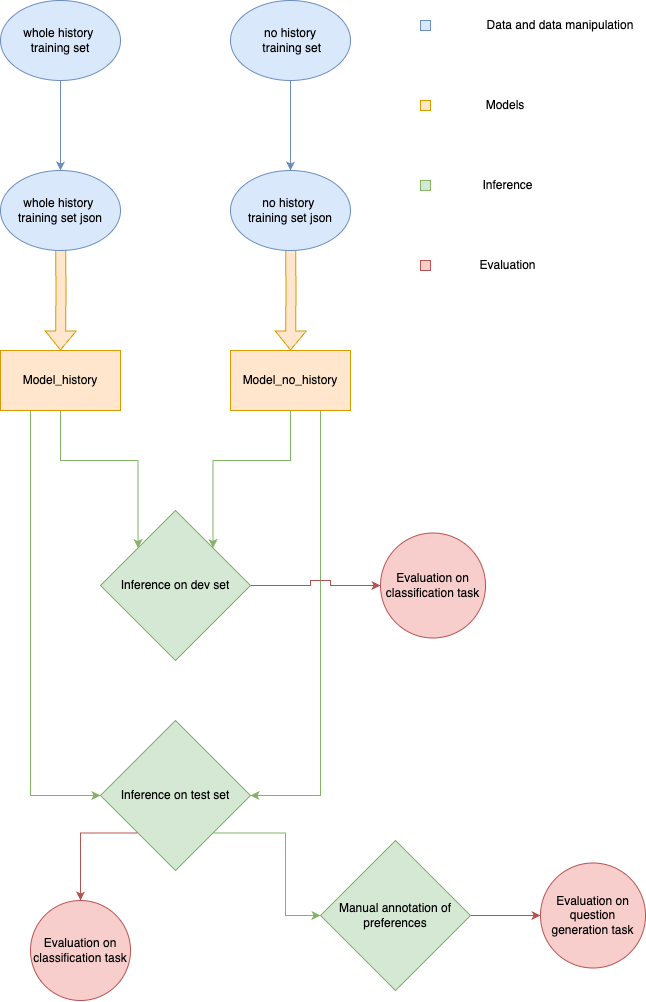 whole history
training set
no history
training set
Data and data manipulation
Models
whole history
training set json
no history
training set json
Inference
Evaluation
Model_history
Model_no_history
Inference on dev set
Evaluation on
classification task
Inference on test set
Manual annotation of
preferences
Evaluation on
question
generation task
Evaluation on
classification task